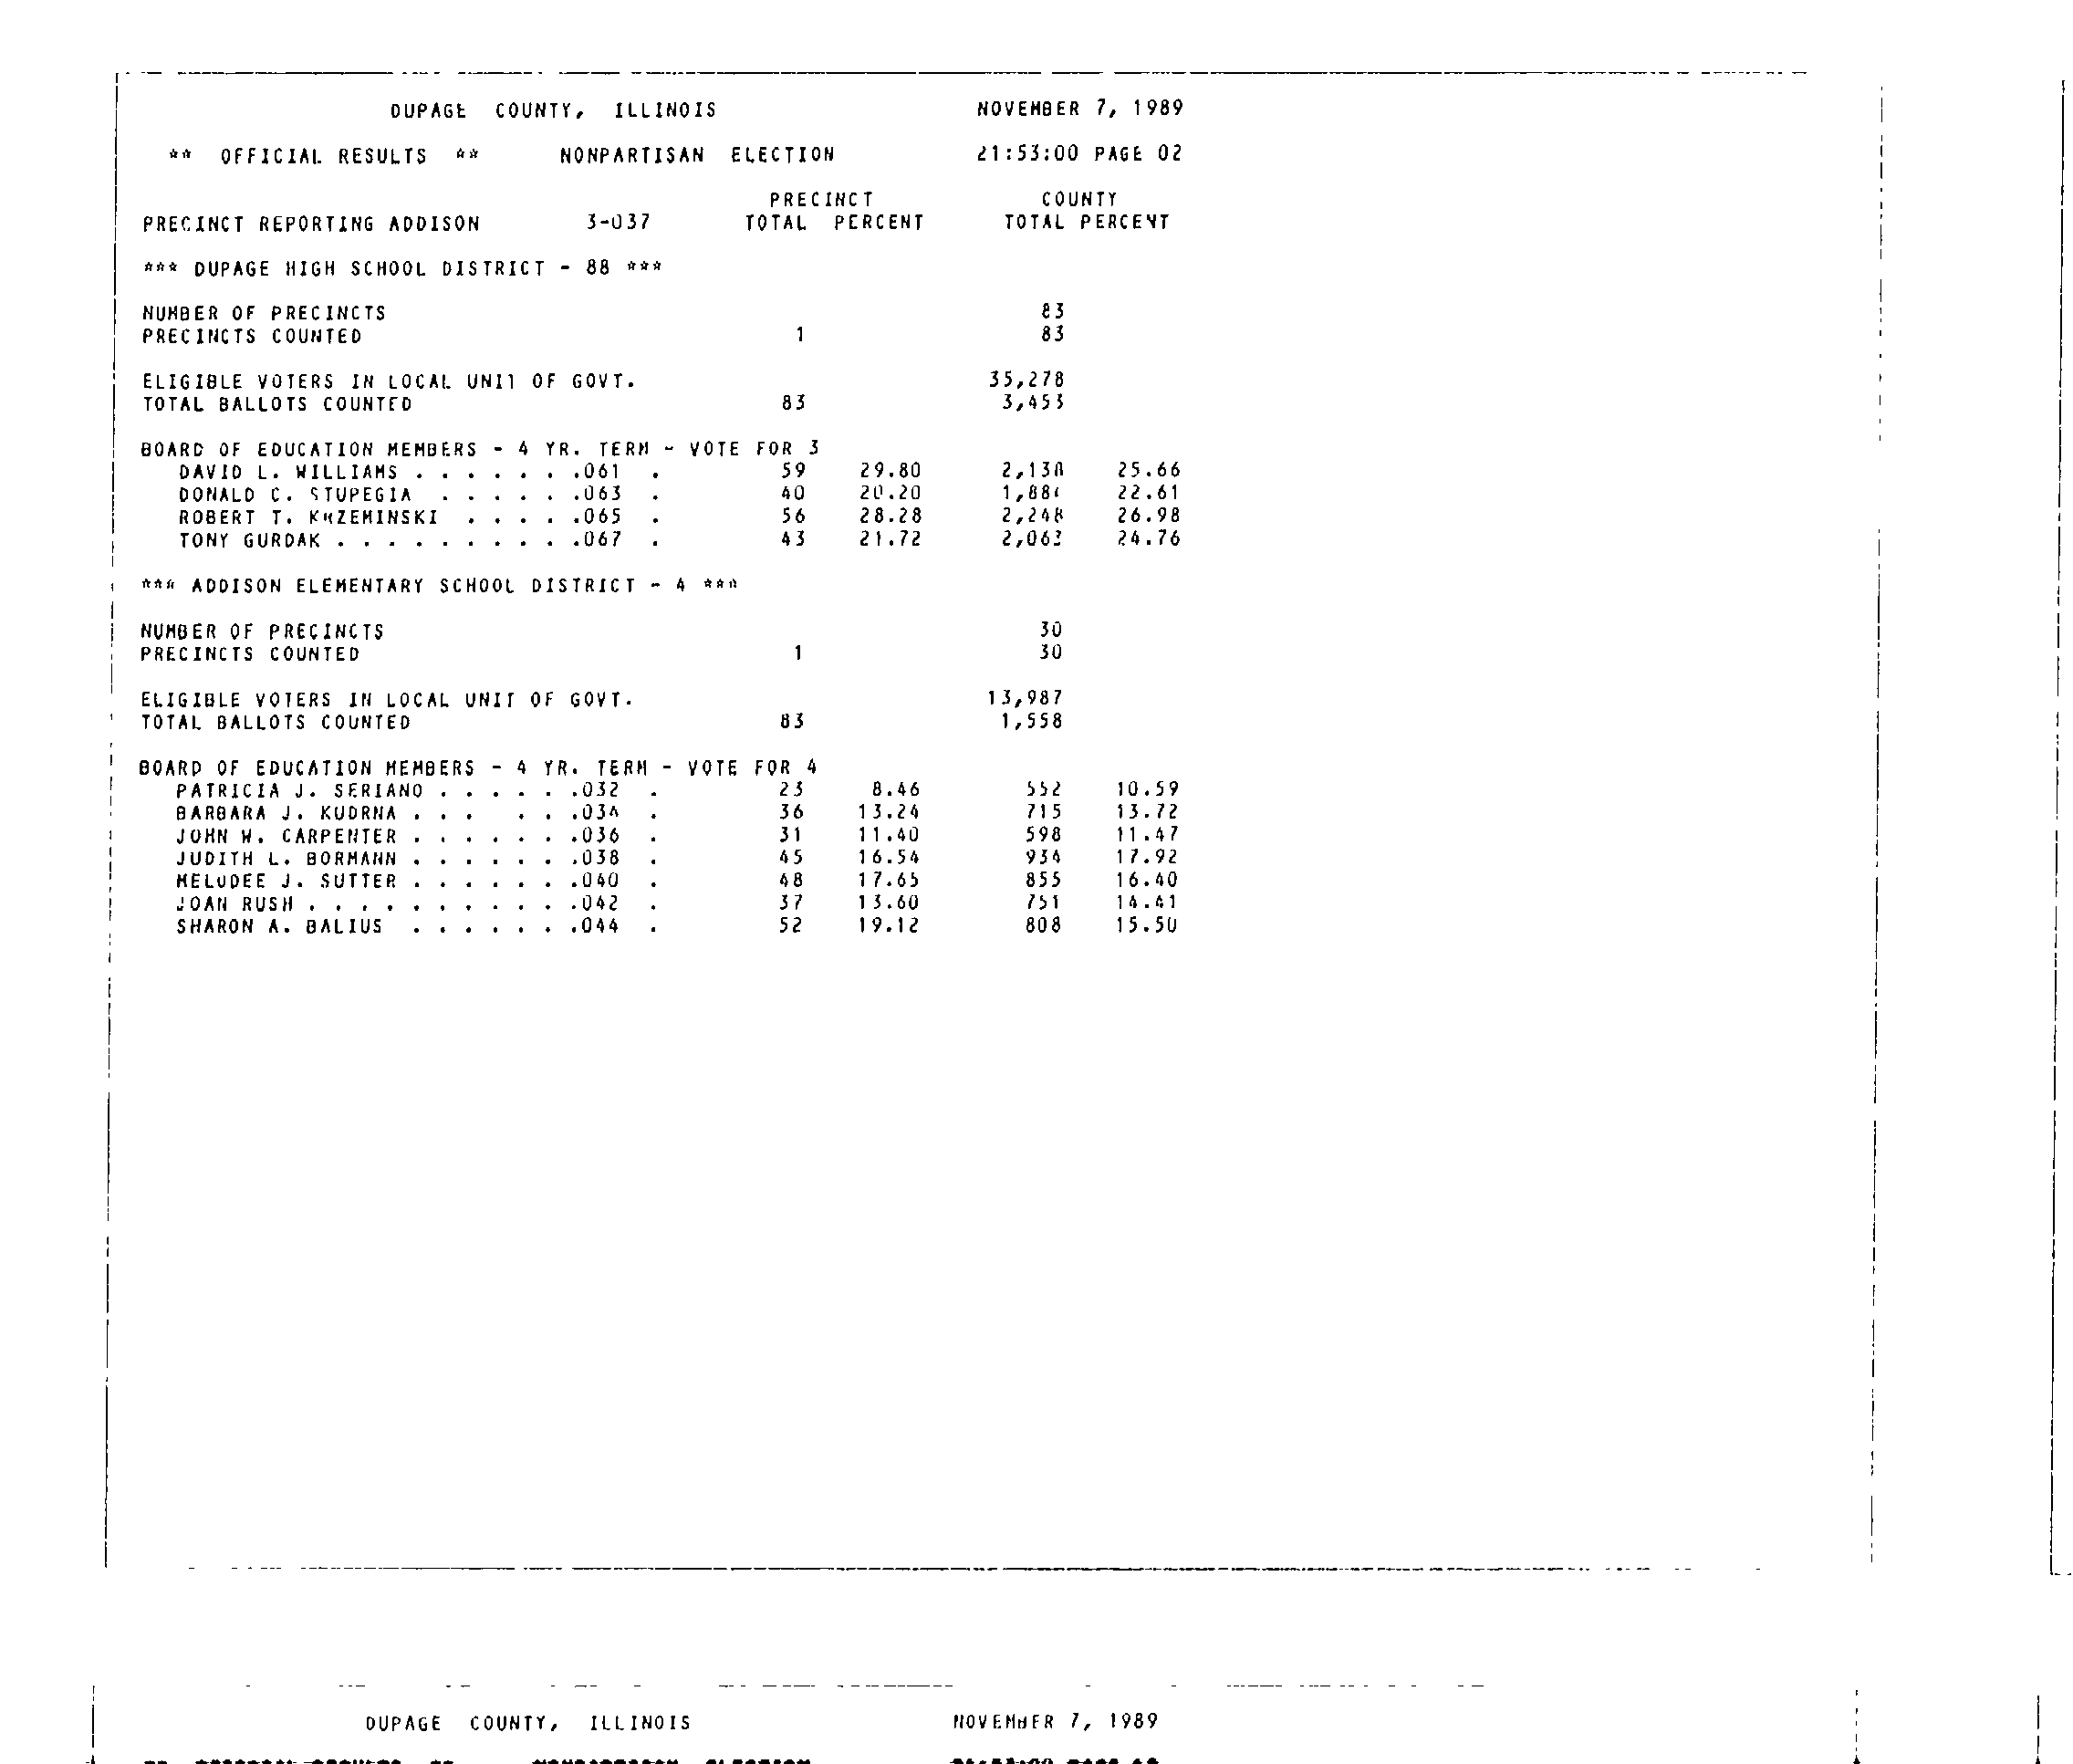 DUPAGE COUNTY, ILLINOIS NOVEMBER 7, 1989
** OFFICIAL RESULTS ** NONPARTISAN ELECTION 21:53:00 PAGE 02
PRECINCT COUNTY
PRECINCT REPORTING ADDISON 3-037 TOTAL PERCENT TOTAL PERCENT
*** DUPAGE HIGH SCHOOL DISTRICT - 88 ***
NUMBER OF PRECINCTS 83
PRECINCTS COUNTED 1 83
ELIGIBLE VOTERS IN LOCAL UNIT OF GOVT. 35,278
TOTAL BALLOTS COUNTED 83 3,453
BOARD OF EDUCATION MEMBERS - 4 YR. TERM - VOTE FOR 3
DAVID L. WILLIAMS . . . . . . .061 . 59 29.80 2,138 25.66
DONALD C. STUPEGIA . . . . . .063 . 40 20.20 22.61
ROBERT T. KRZEMINSKI . . . . .065 . 56 28.28 2,248 26.98
TONY GURDAK . . . . . . . . . .067 . 43 21.72 2,063 24.76
*** ADDISON ELEMENTARY SCHOOL DISTRICT - 4 ***
NUMBER OF PRECINCTS 30
PRECINCTS COUNTED 1 30
ELIGIBLE VOTERS IN LOCAL UNIT OF GOVT. 13,987
TOTAL BALLOTS COUNTED 83 1,558
BOARD OF EDUCATION MEMBERS - 4 YR. TERM - VOTE FOR 4
PATRICIA J. SERIANO . . . . . .032 . 23 8.46 552 10.59
BARBARA J. KUDRNA . . . . . .034 . 36 13.24 715 13.72
JOHN W. CARPENTER . . . . . . .036 . 31 11.40 598 11.47
JUDITH L. BORMANN . . . . . . .038 . 45 16.54 934 17.92
MELODEE J. SUTTER . . . . . . .040 . 48 17.65 855 16.40
JOAN RUSH . . . . . . . . . . .042 . 37 13.60 751 14.41
SHARON A. BALIUS . . . . . . .044 . 52 19.12 808 15.50
DUPAGE COUNTY, ILLINOIS NOVEMBER 7, 1989